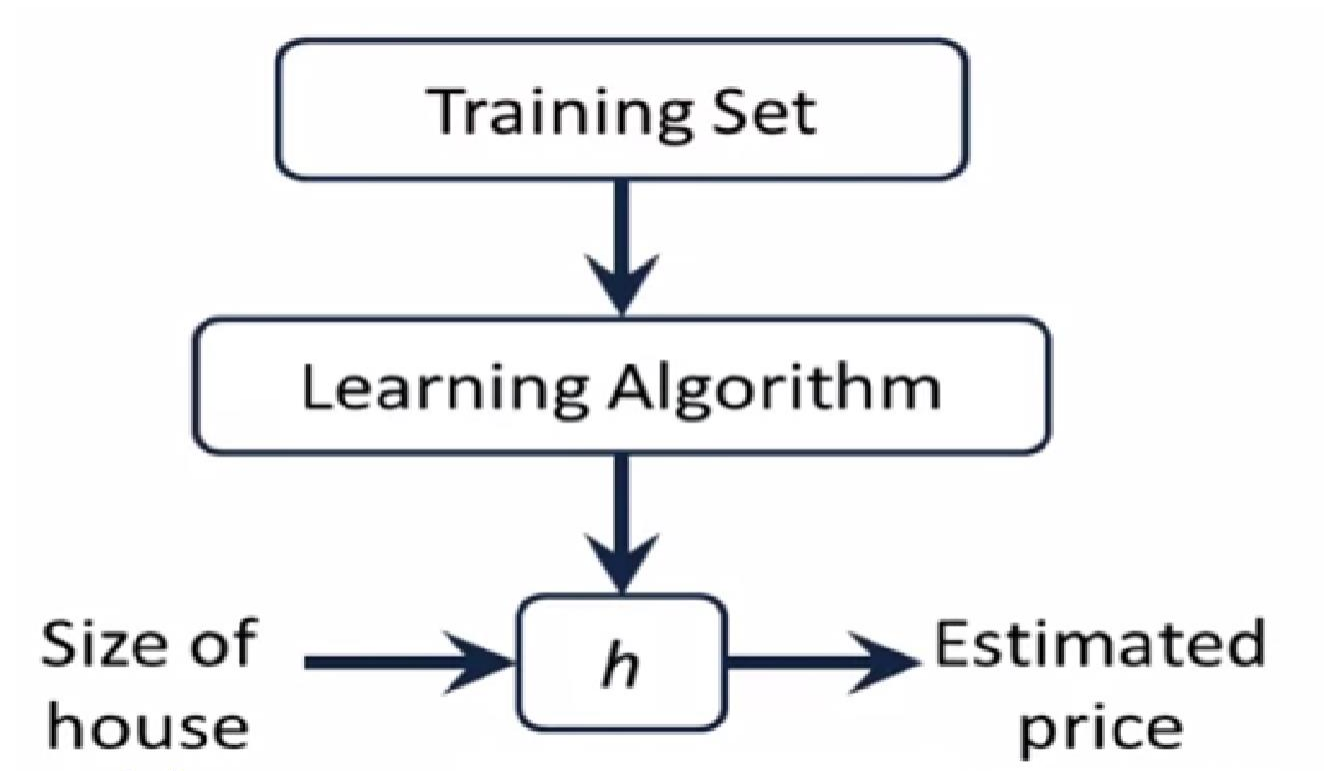 Training Set
Learning Algorithm
Size of
house
h
Estimated
price